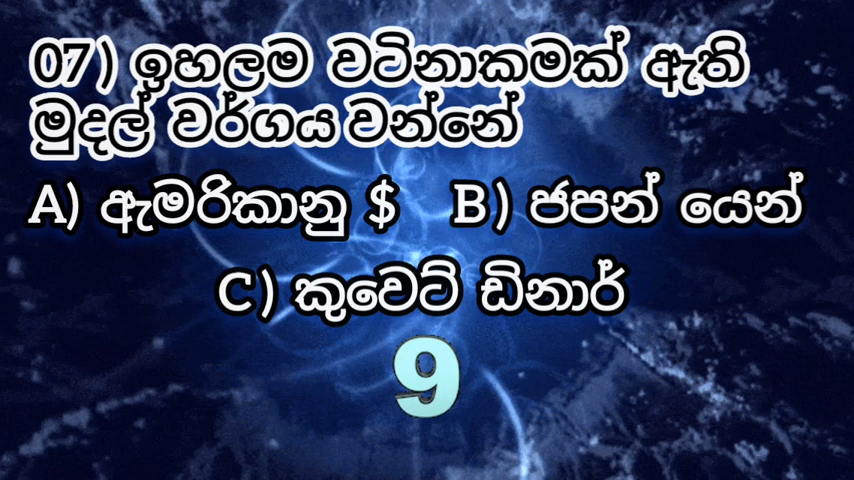 07) ඉහලම වටිනාකමක් ඇති
මුදල් වර්ගය වන්නේ
A) ඇමරිකානු $ B) ජපන් යෙන්
C) කුවෙට් ඩිනාර්
9